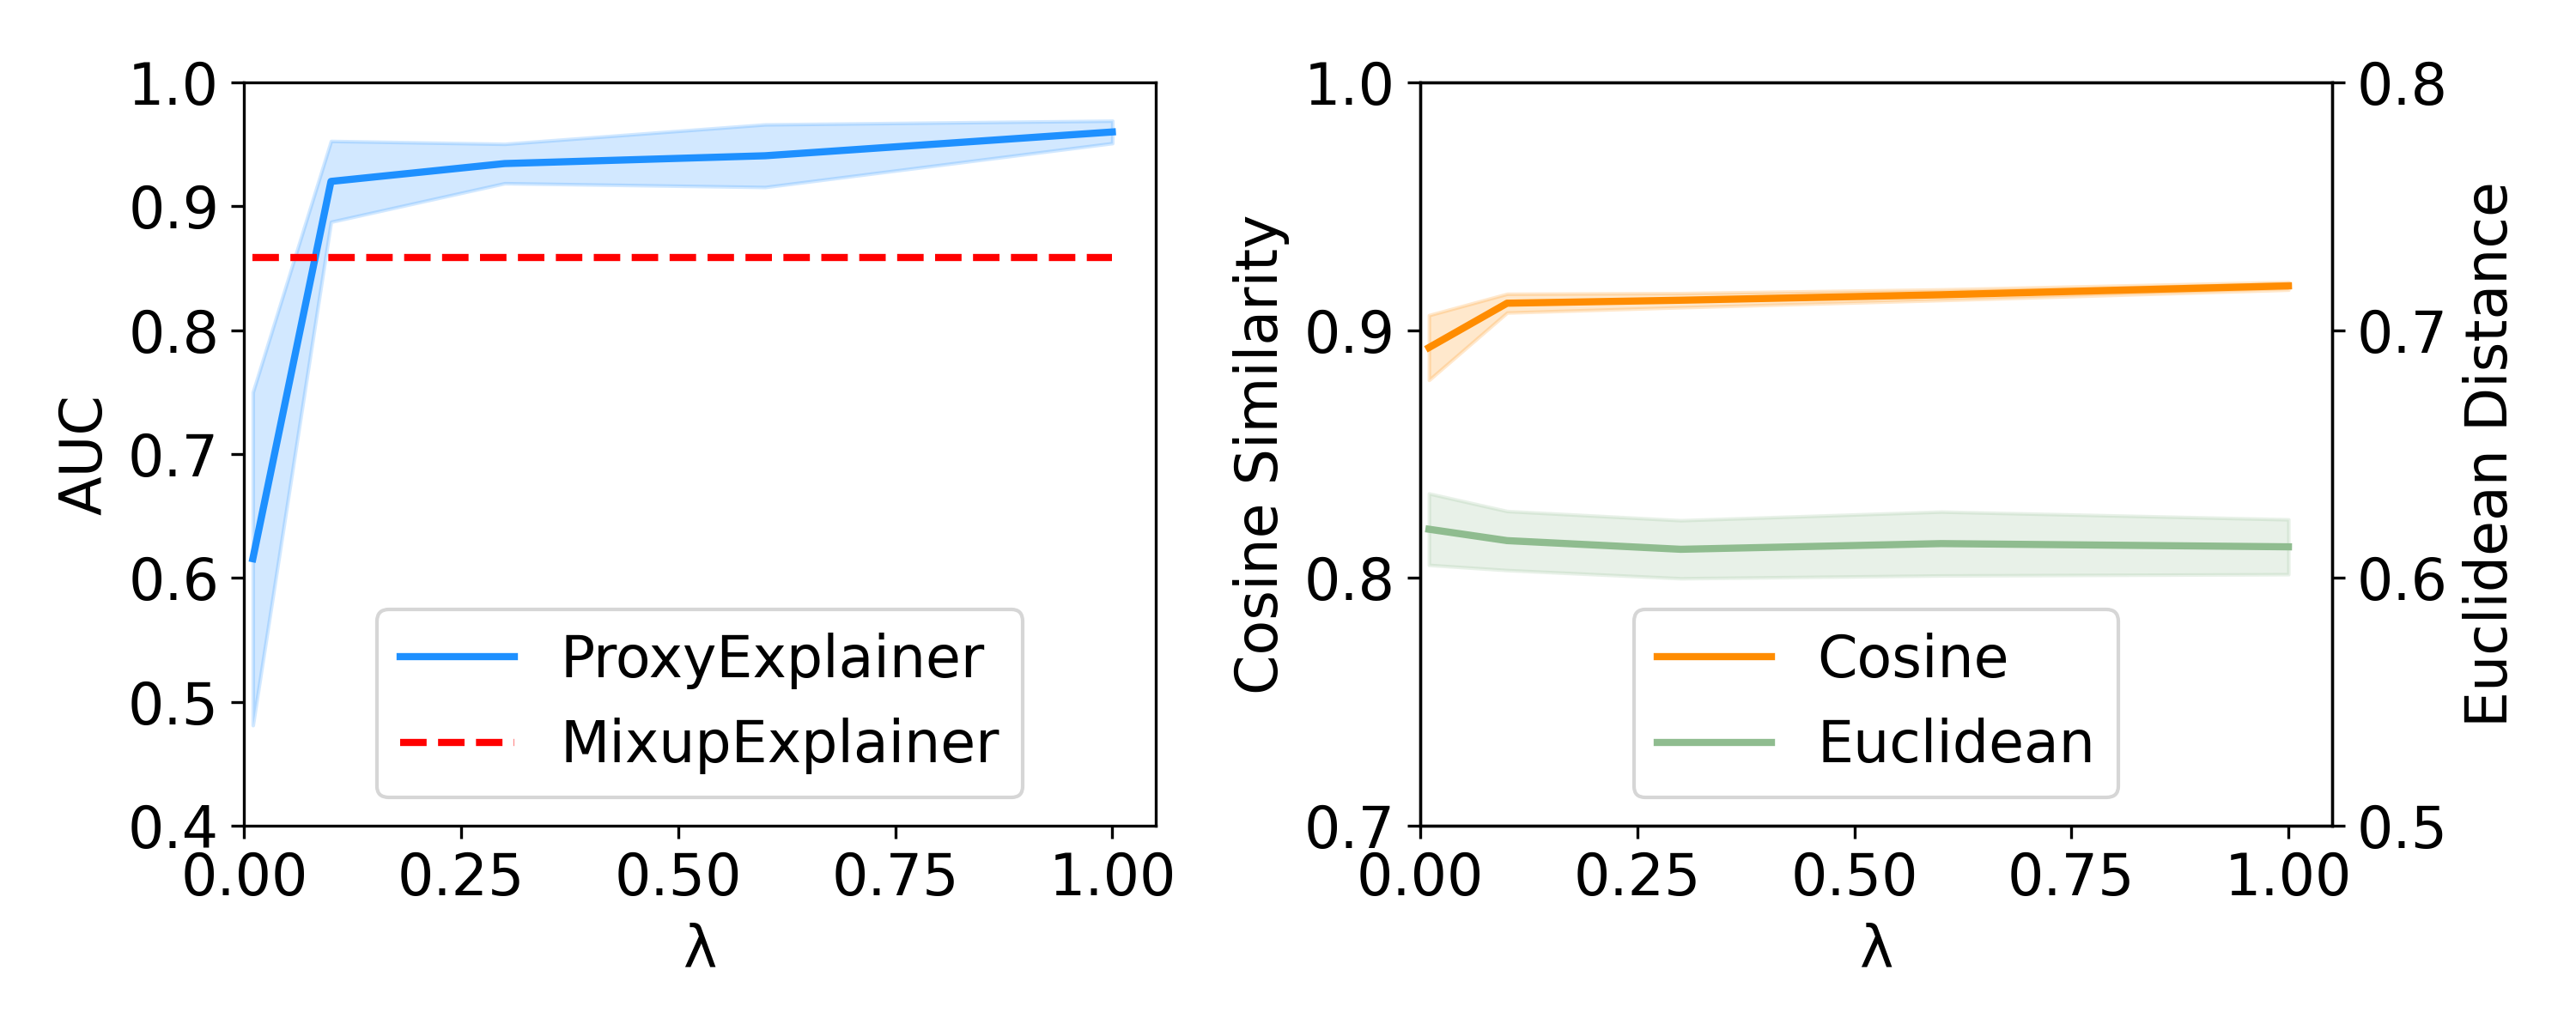 AUC
1.0
0.9
0.8
0.7
0.6
0.5
0.4
0.00 0.25 0.50 0.75 1.00
λ
ProxyExplainer
MixupExplainer
Cosine Similarity
1.0
0.9
0.8
0.7
0.00 0.25 0.50 0.75 1.00
λ
Cosine
Euclidean
0.8
0.7
0.6
0.5
Euclidean Distance